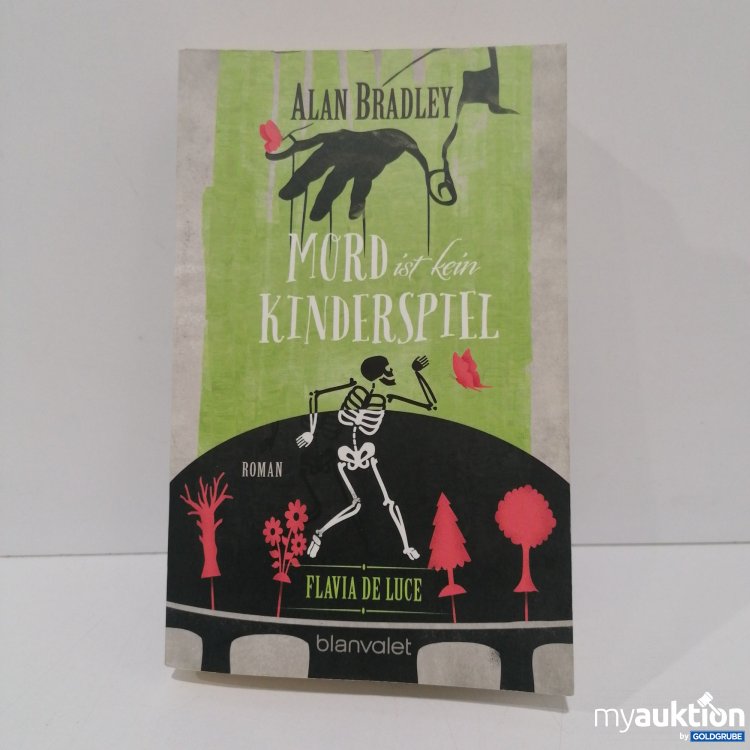 ALAN BRADLEY
MORD ist kein
KINDERSPIEL
ROMAN
FLAVIA DE LUCE
blanvalet
myauktion
by GOLDGRUBE